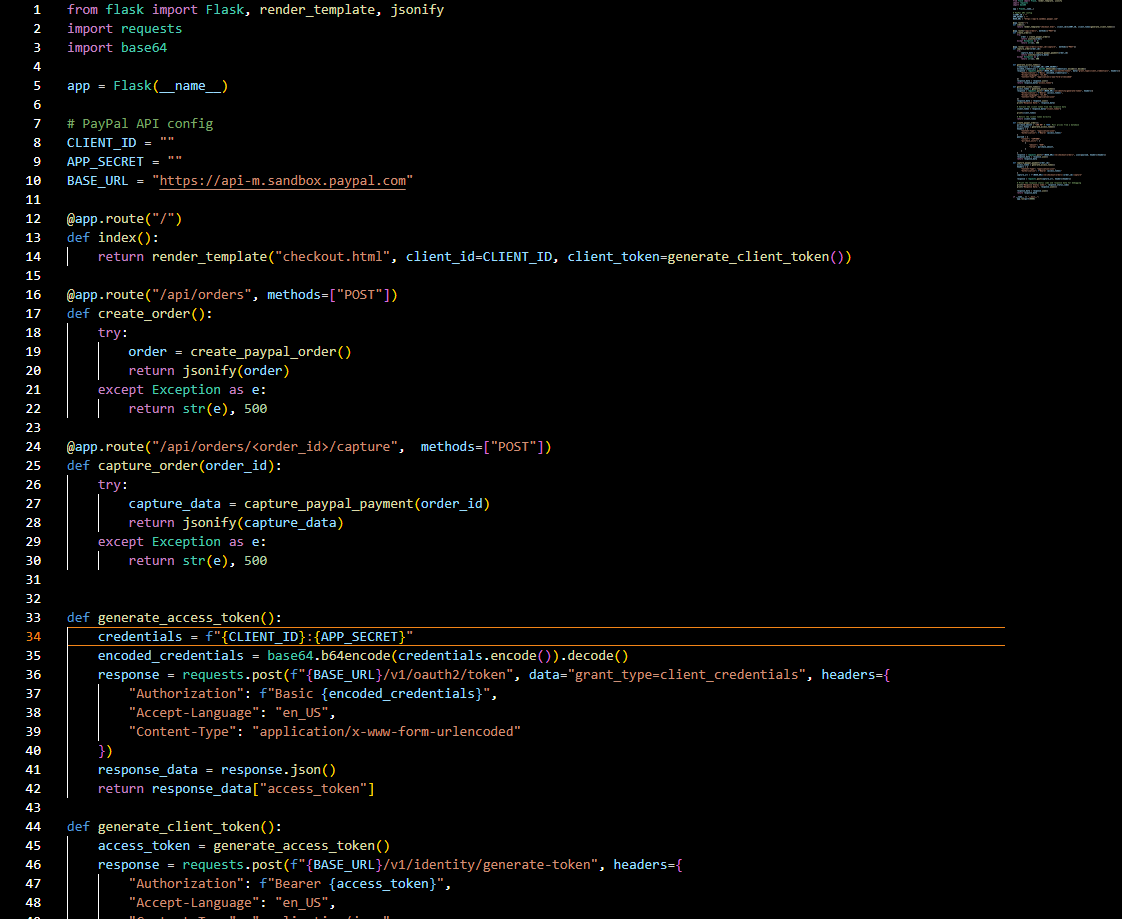 1 from flask import Flask, render_template, jsonify
2 import requests
3 import base64
4
5 app = Flask(__name__)
6
7 # PayPal API config
8 CLIENT_ID = ""
9 APP_SECRET = ""
10 BASE_URL = "https://api-m.sandbox.paypal.com"
11
12 @app.route("/")
13 def index():
14     return render_template("checkout.html", client_id=CLIENT_ID, client_token=generate_client_token())
15
16 @app.route("/api/orders", methods=["POST"])
17 def create_order():
18     try:
19         order = create_paypal_order()
20         return jsonify(order)
21     except Exception as e:
22         return str(e), 500
23
24 @app.route("/api/orders/<order_id>/capture",  methods=["POST"])
25 def capture_order(order_id):
26     try:
27         capture_data = capture_paypal_payment(order_id)
28         return jsonify(capture_data)
29     except Exception as e:
30         return str(e), 500
31
32
33 def generate_access_token():
34     credentials = f"{CLIENT_ID}:{APP_SECRET}"
35     encoded_credentials = base64.b64encode(credentials.encode()).decode()
36     response = requests.post(f"{BASE_URL}/v1/oauth2/token", data="grant_type=client_credentials", headers={
37         "Authorization": f"Basic {encoded_credentials}",
38         "Accept-Language": "en_US",
39         "Content-Type": "application/x-www-form-urlencoded"
40     })
41     response_data = response.json()
42     return response_data["access_token"]
43
44 def generate_client_token():
45     access_token = generate_access_token()
46     response = requests.post(f"{BASE_URL}/v1/identity/generate-token", headers={
47         "Authorization": f"Bearer {access_token}",
48         "Accept-Language": "en_US",